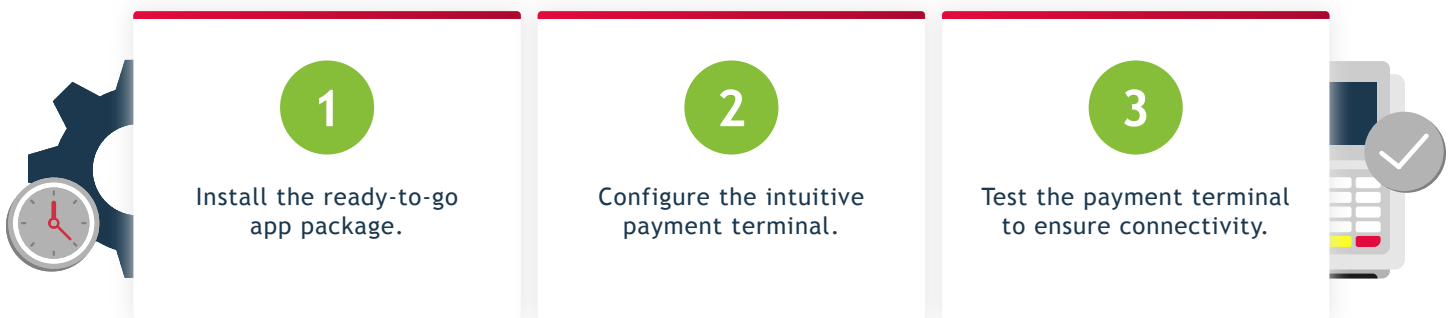 1
Install the ready-to-go
app package.
2
Configure the intuitive
payment terminal.
3
Test the payment terminal
to ensure connectivity.